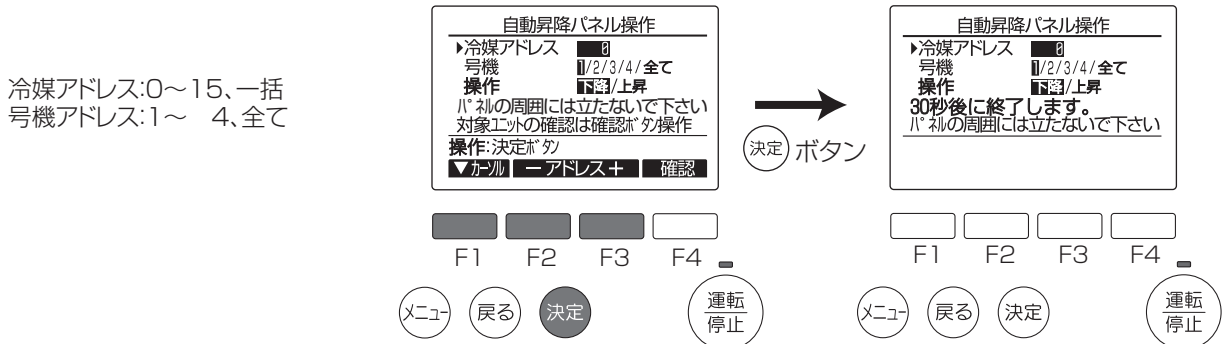 冷媒アドレス:0〜15、一括
号機アドレス:1〜 4、全て
自動昇降パネル操作
▶冷媒アドレス 0
号機 1/2/3/4/全て
操作 下降/上昇
パネルの周囲には立たないで下さい
対象ユニットの確認は確認ボタン操作
操作:決定ボタン
▼カーソル －アドレス＋ 確認
F1 F2 F3 F4
メニュー 戻る 決定 運転
停止
決定 ボタン
自動昇降パネル操作
▶冷媒アドレス 0
号機 1/2/3/4/全て
操作 下降/上昇
30秒後に終了します。
パネルの周囲には立たないで下さい
F1 F2 F3 F4
メニュー 戻る 決定 運転
停止